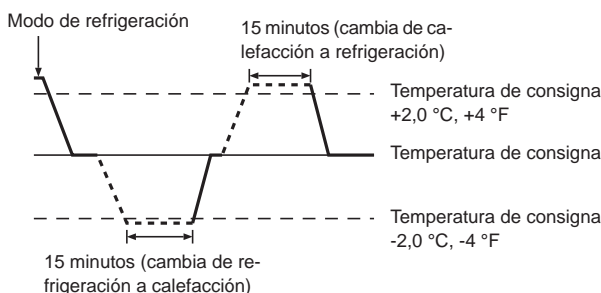 Modo de refrigeración
15 minutos (cambia de ca-
lefacción a refrigeración)
Temperatura de consigna
+2,0 °C, +4 °F
Temperatura de consigna
Temperatura de consigna
-2,0 °C, -4 °F
15 minutos (cambia de re-
frigeración a calefacción)